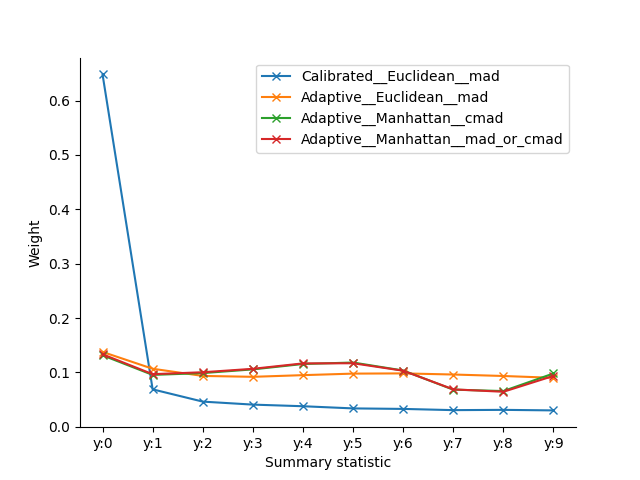 Calibrated__Euclidean__mad
Adaptive__Euclidean__mad
Adaptive__Manhattan__cmad
Adaptive__Manhattan__mad_or_cmad
Weight
0.6
0.5
0.4
0.3
0.2
0.1
0.0
y:0 y:1 y:2 y:3 y:4 y:5 y:6 y:7 y:8 y:9
Summary statistic